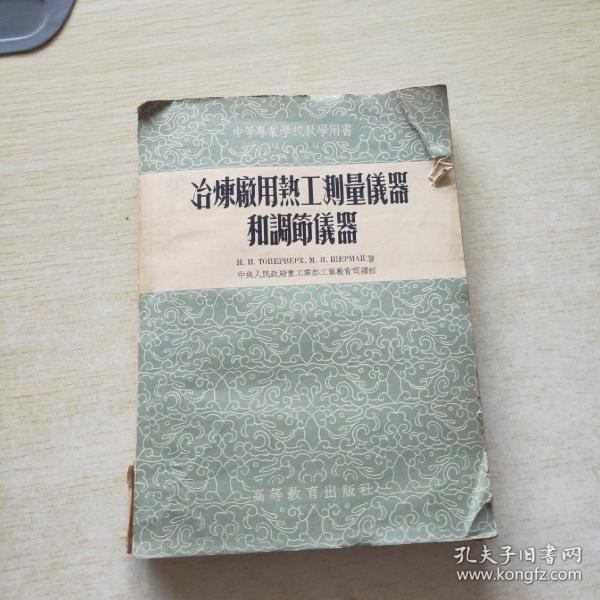 中等專業學校教學用書
冶煉廠用熱工測量儀器
和調節儀器
Н. И. ТОПЕРВЕРХ, М. Я. ШЕРМАН 著
中央人民政府重工業部工業教育司譯校
高等教育出版社
孔夫子旧書网
www.kongfz.com